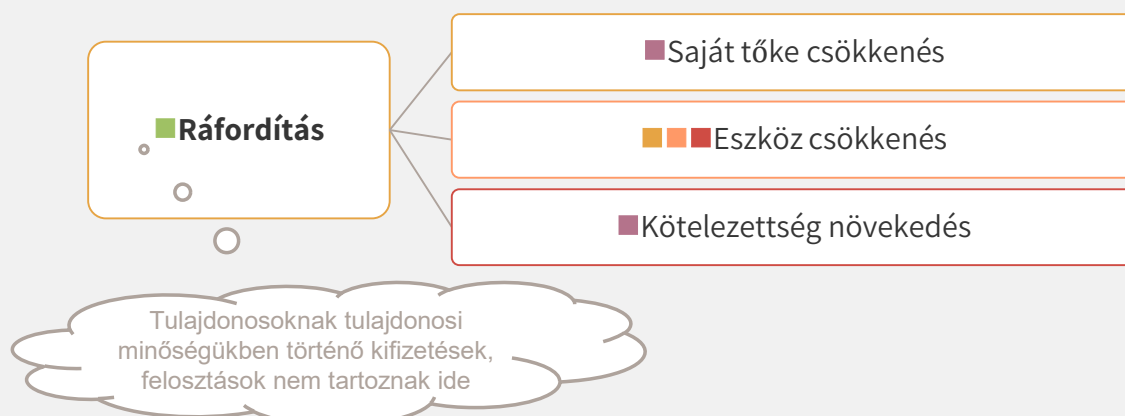 Saját tőke csökkenés
Ráfordítás
Eszköz csökkenés
Kötelezettség növekedés
Tulajdonosoknak tulajdonosi
minőségükben történő kifizetések,
felosztások nem tartoznak ide